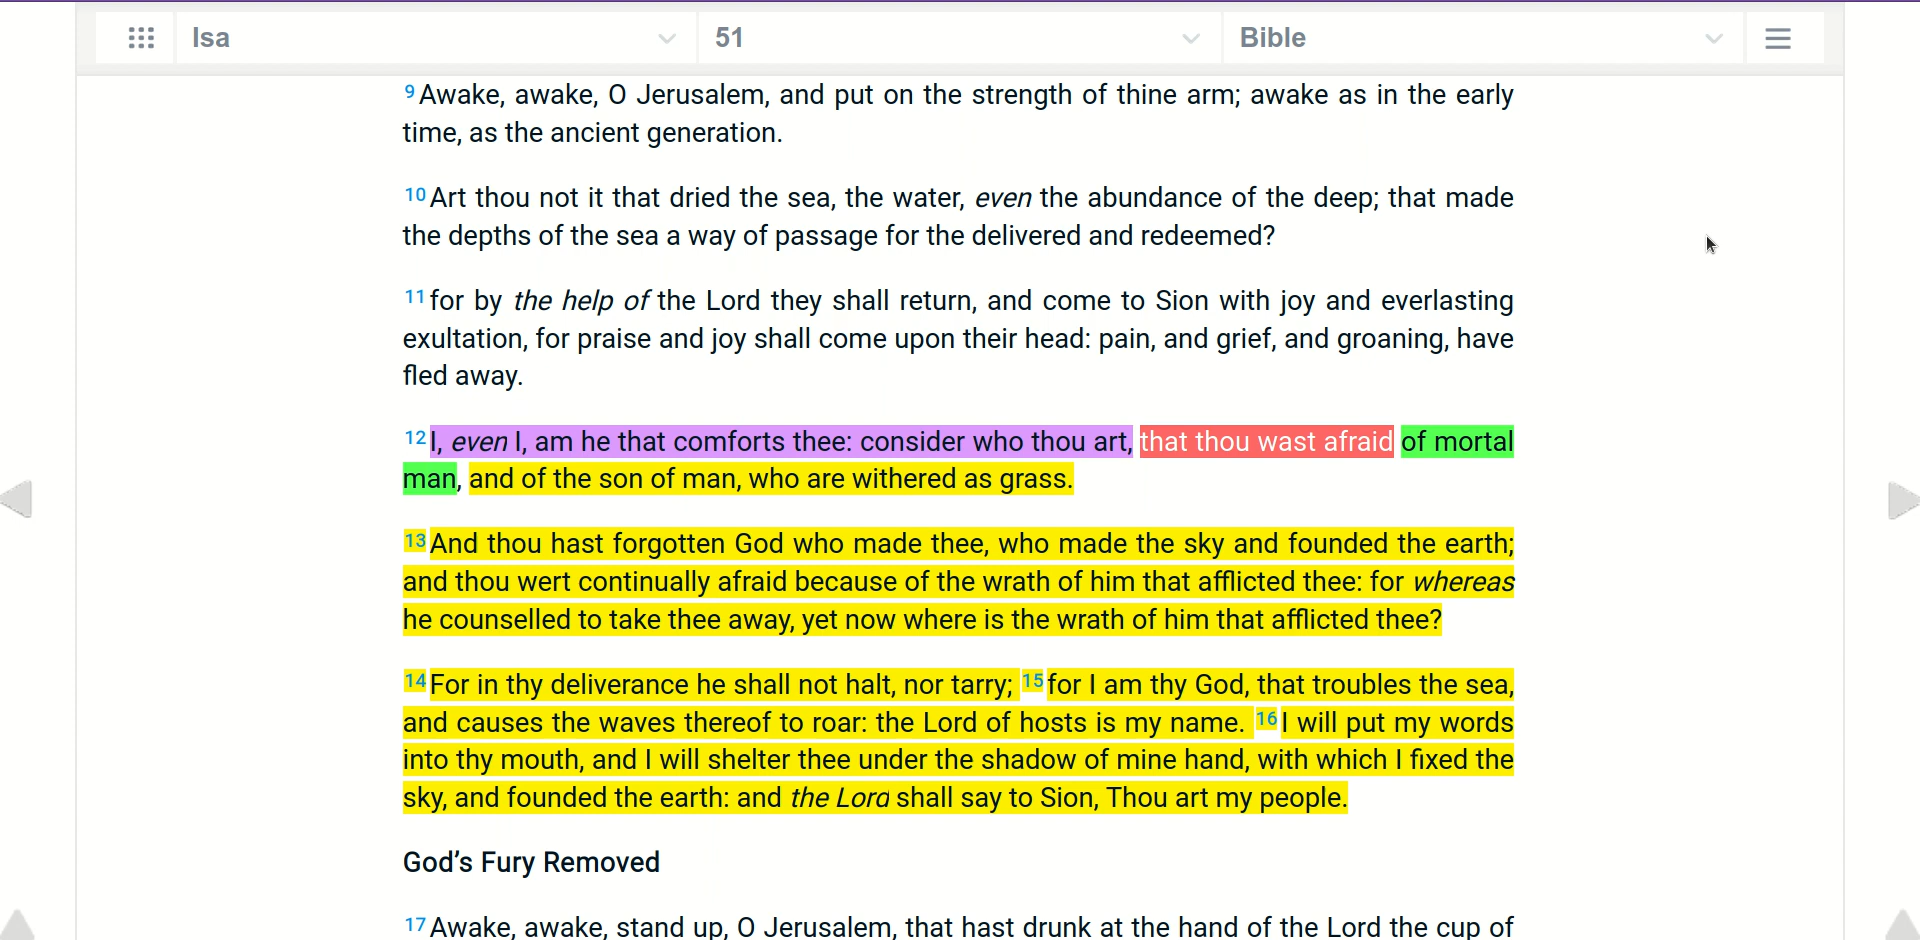 Isa 51 Bible
9 Awake, awake, O Jerusalem, and put on the strength of thine arm; awake as in the early
time, as the ancient generation.
10 Art thou not it that dried the sea, the water, even the abundance of the deep; that made
the depths of the sea a way of passage for the delivered and redeemed?
11 for by the help of the Lord they shall return, and come to Sion with joy and everlasting
exultation, for praise and joy shall come upon their head: pain, and grief, and groaning, have
fled away.
12 I, even I, am he that comforts thee: consider who thou art, that thou wast afraid of mortal
man, and of the son of man, who are withered as grass.
13 And thou hast forgotten God who made thee, who made the sky and founded the earth;
and thou wert continually afraid because of the wrath of him that afflicted thee: for whereas
he counselled to take thee away, yet now where is the wrath of him that afflicted thee?
14 For in thy deliverance he shall not halt, nor tarry; 15 for I am thy God, that troubles the sea,
and causes the waves thereof to roar: the Lord of hosts is my name. 16 I will put my words
into thy mouth, and I will shelter thee under the shadow of mine hand, with which I fixed the
sky, and founded the earth: and the Lord shall say to Sion, Thou art my people.
God's Fury Removed
17 Awake, awake, stand up, O Jerusalem, that hast drunk at the hand of the Lord the cup of